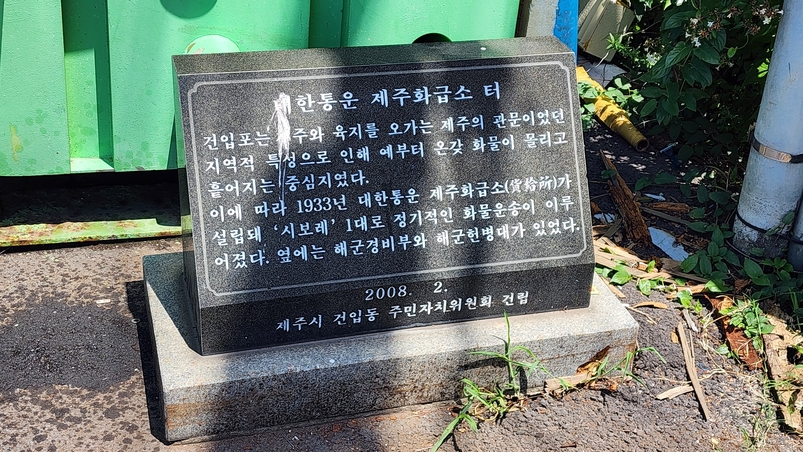 대한통운 제주화급소 터
건입포는 제주와 육지를 오가는 제주의 관문이었던
지역적 특성으로 인해 예부터 온갖 화물이 몰리고
흩어지는 중심지였다.
이에 따라 1933년 대한통운 제주화급소(貨給所)가
설립돼, ‘시보레’ 1대로 정기적인 화물운송이 이루
어졌다. 옆에는 해군경비부와 해군헌병대가 있었다.
2008. 2.
제주시 건입동 주민자치위원회 건립